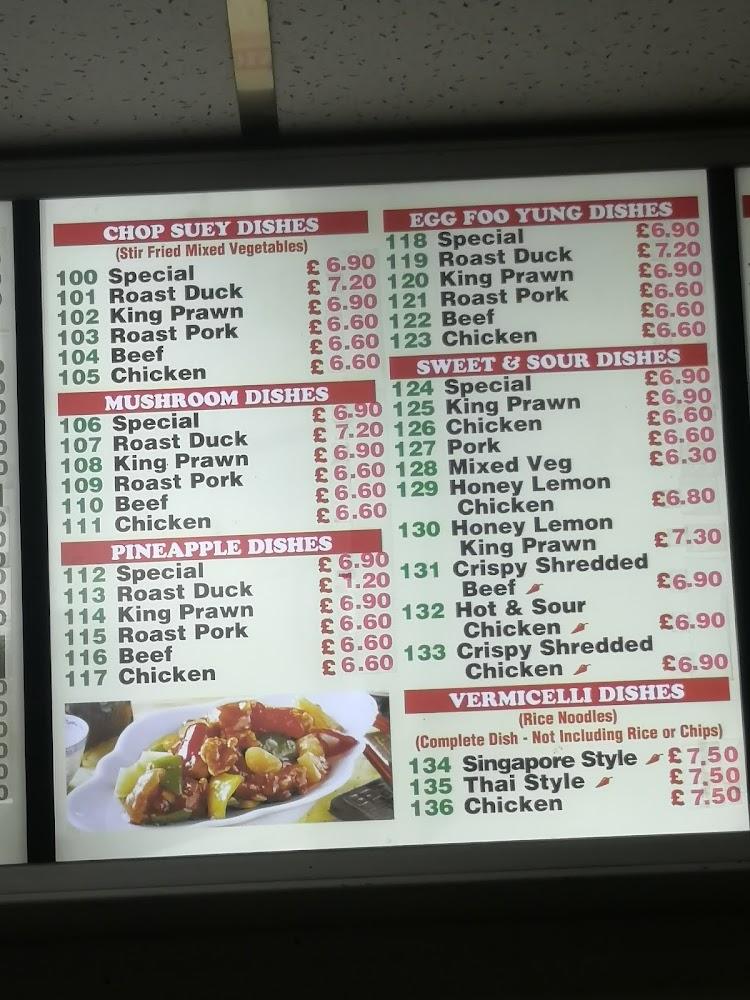 CHOP SUEY DISHES
(Stir Fried Mixed Vegetables)
100 Special £ 6.90
101 Roast Duck £ 7.20
102 King Prawn £ 6.90
103 Roast Pork £ 6.60
104 Beef £ 6.60
105 Chicken £ 6.60
MUSHROOM DISHES
106 Special £ 6.90
107 Roast Duck £ 7.20
108 King Prawn £ 6.90
109 Roast Pork £ 6.60
110 Beef £ 6.60
111 Chicken £ 6.60
PINEAPPLE DISHES
112 Special £ 6.90
113 Roast Duck £ 7.20
114 King Prawn £ 6.90
115 Roast Pork £ 6.60
116 Beef £ 6.60
117 Chicken £ 6.60
EGG FOO YUNG DISHES
118 Special £6.90
119 Roast Duck £ 7.20
120 King Prawn £6.90
121 Roast Pork £6.60
122 Beef £6.60
123 Chicken £6.60
SWEET & SOUR DISHES
124 Special £6.90
125 King Prawn £6.90
126 Chicken £6.60
127 Pork £6.60
128 Mixed Veg £6.30
129 Honey Lemon
Chicken £6.80
130 Honey Lemon
King Prawn £ 7.30
131 Crispy Shredded
Beef £6.90
132 Hot & Sour
Chicken £6.90
133 Crispy Shredded
Chicken £6.90
VERMICELLI DISHES
(Rice Noodles)
(Complete Dish - Not Including Rice or Chips)
134 Singapore Style £ 7.50
135 Thai Style £ 7.50
136 Chicken £ 7.50